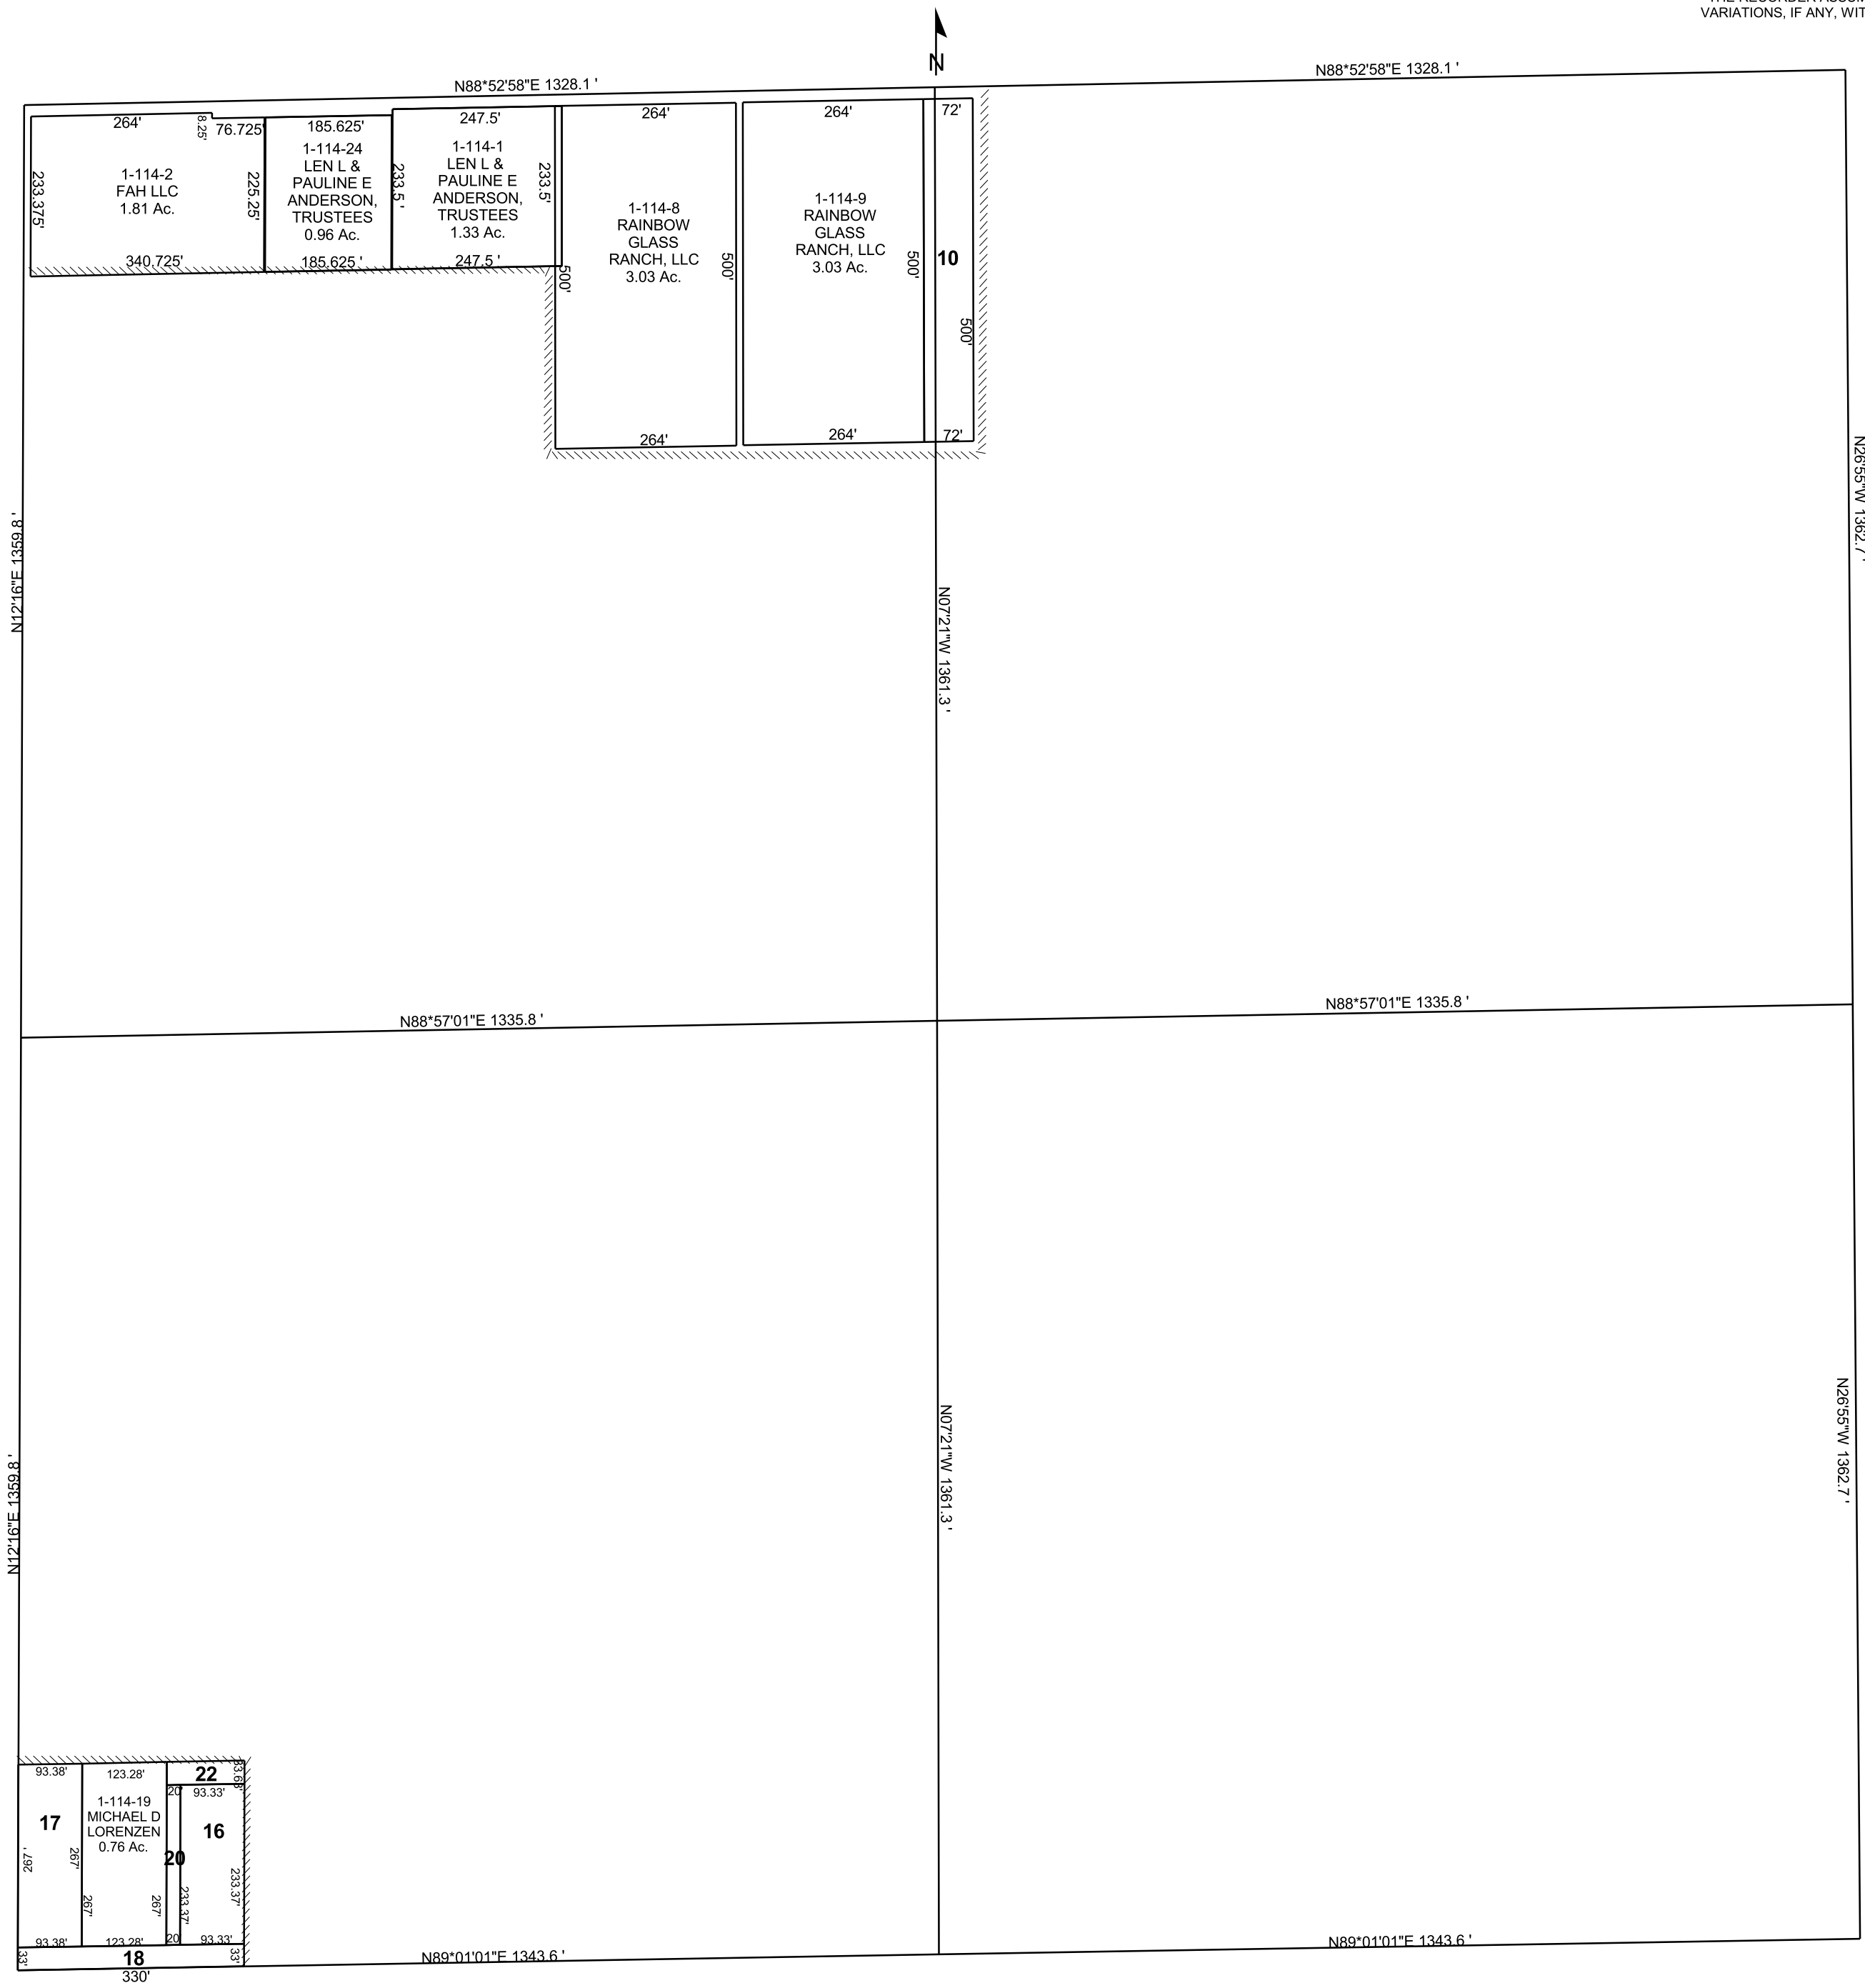 VARIATIONS, IF ANY, WIT
N
N88*52'58"E 1328.1 '
N88*52'58"E 1328.1 '
264'
8.25'
76.725'
185.625'
247.5'
264'
264'
72'
1-114-2
FAH LLC
1.81 Ac.
233.375'
225.25'
340.725'
1-114-24
LEN L &
PAULINE E
ANDERSON,
TRUSTEES
0.96 Ac.
185.625 '
233.5 '
1-114-1
LEN L &
PAULINE E
ANDERSON,
TRUSTEES
1.33 Ac.
247.5 '
233.5'
500'
1-114-8
RAINBOW
GLASS
RANCH, LLC
3.03 Ac.
500'
264'
1-114-9
RAINBOW
GLASS
RANCH, LLC
3.03 Ac.
500'
264'
10
500'
72'
N12'16"E 1359.8 '
N07'21"W 1361.3 '
N26'55"W 1362.7 '
N88*57'01"E 1335.8 '
N88*57'01"E 1335.8 '
N12'16"E 1359.8 '
N07'21"W 1361.3 '
N26'55"W 1362.7 '
93.38'
123.28'
22
33.63'
20'
93.33'
17
1-114-19
MICHAEL D
LORENZEN
0.76 Ac.
16
20
267'
267'
267'
267'
233.37'
233.37'
93.38'
123.28'
20'
93.33'
33'
18
33'
330'
N89*01'01"E 1343.6 '
N89*01'01"E 1343.6 '